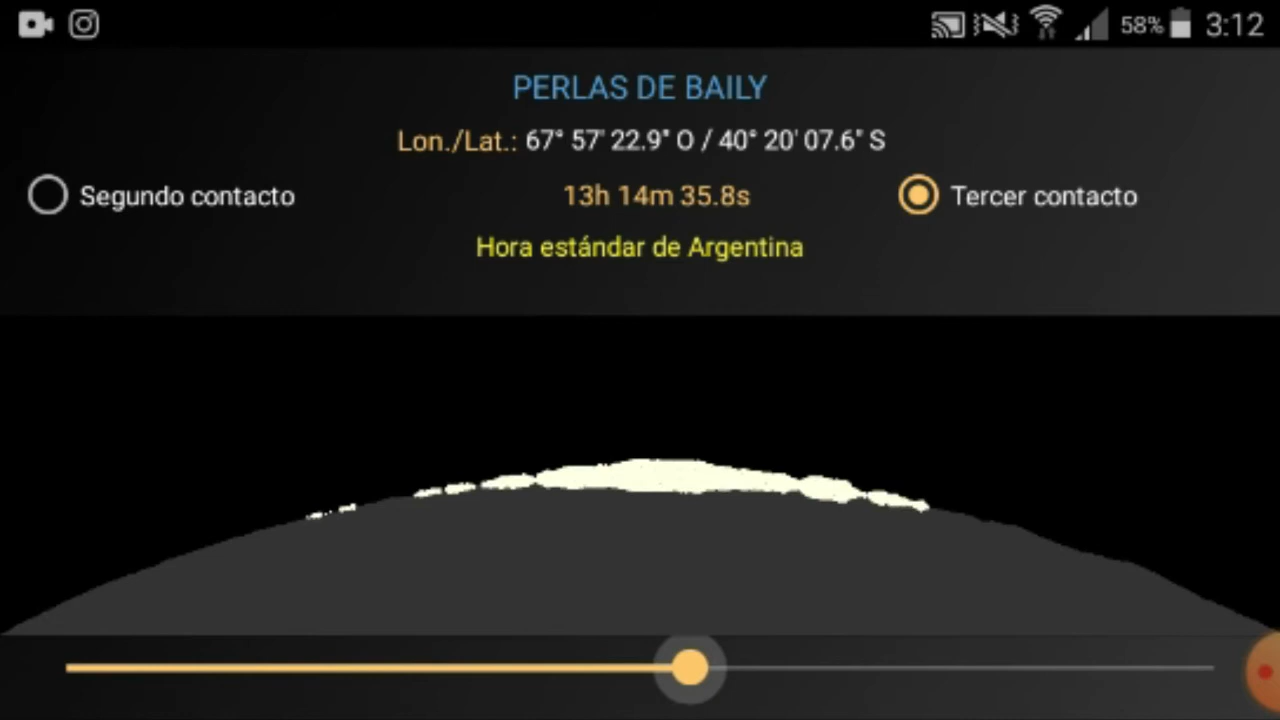 58% 3:12
PERLAS DE BAILY
Lon./Lat.: 67° 57' 22.9" O / 40° 20' 07.6" S
Segundo contacto 13h 14m 35.8s Tercer contacto
Hora estándar de Argentina